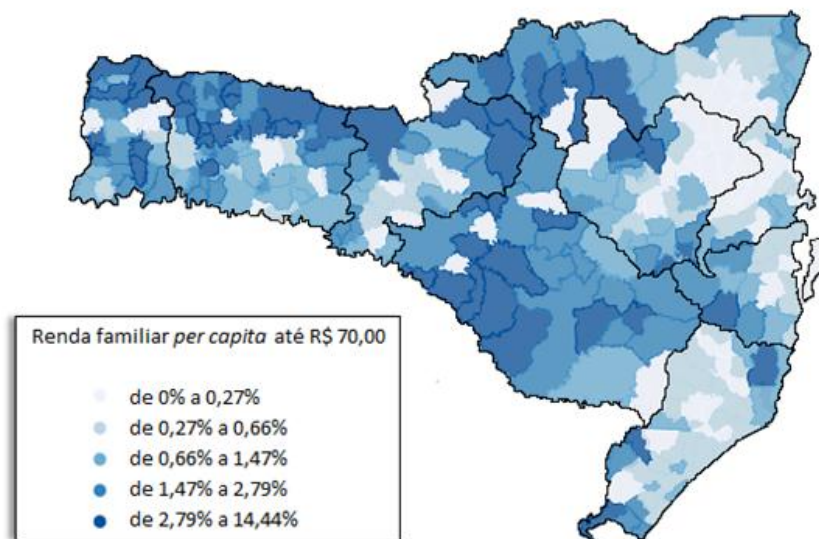 Renda familiar per capita até R$ 70,00
de 0% a 0,27%
de 0,27% a 0,66%
de 0,66% a 1,47%
de 1,47% a 2,79%
de 2,79% a 14,44%